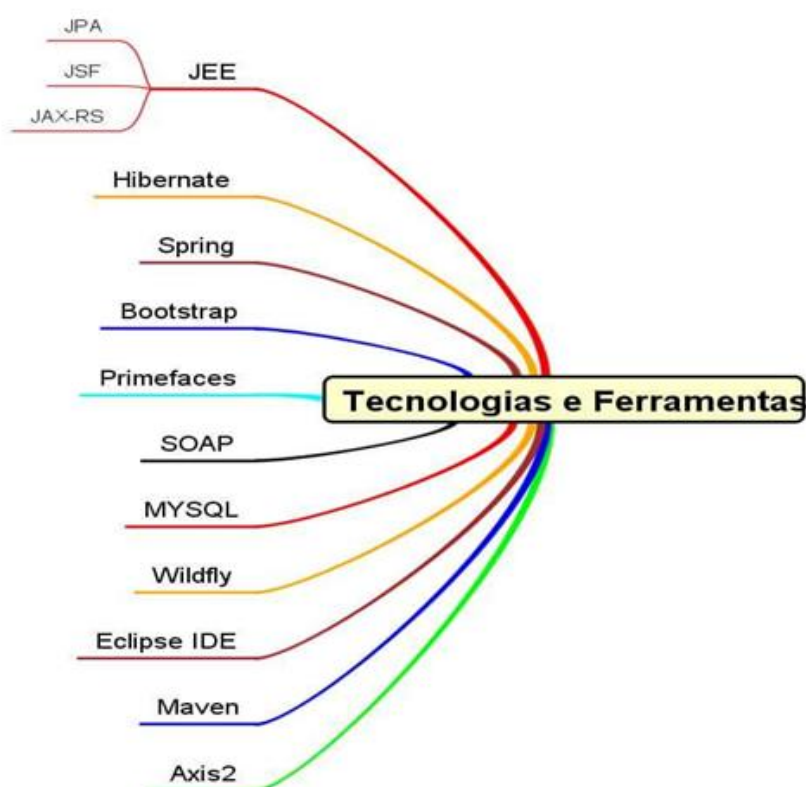 JPA
JSF
JAX-RS
JEE
Hibernate
Spring
Bootstrap
Primefaces
Tecnologias e Ferramentas
SOAP
MYSQL
Wildfly
Eclipse IDE
Maven
Axis2